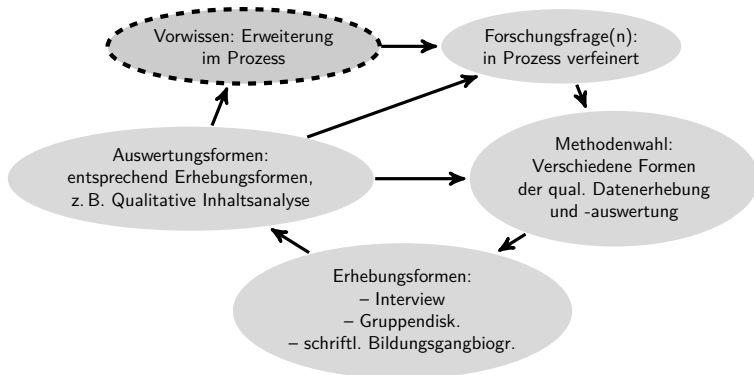 Vorwissen: Erweiterung
im Prozess
Forschungsfrage(n):
in Prozess verfeinert
Auswertungsformen:
entsprechend Erhebungsformen,
z. B. Qualitative Inhaltsanalyse
Methodenwahl:
Verschiedene Formen
der qual. Datenerhebung
und -auswertung
Erhebungsformen:
– Interview
– Gruppendisk.
– schriftl. Bildungsgangbiogr.